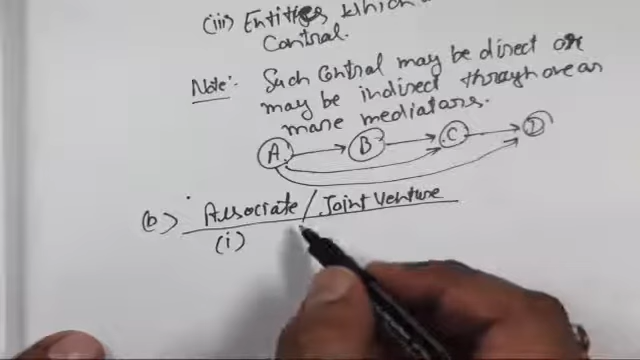 (iii) Entities which
Control.
Note: Such Control may be direct or
may be indirect through one or
more mediators.
A B C D
(b) Associate / Joint Venture
(i)